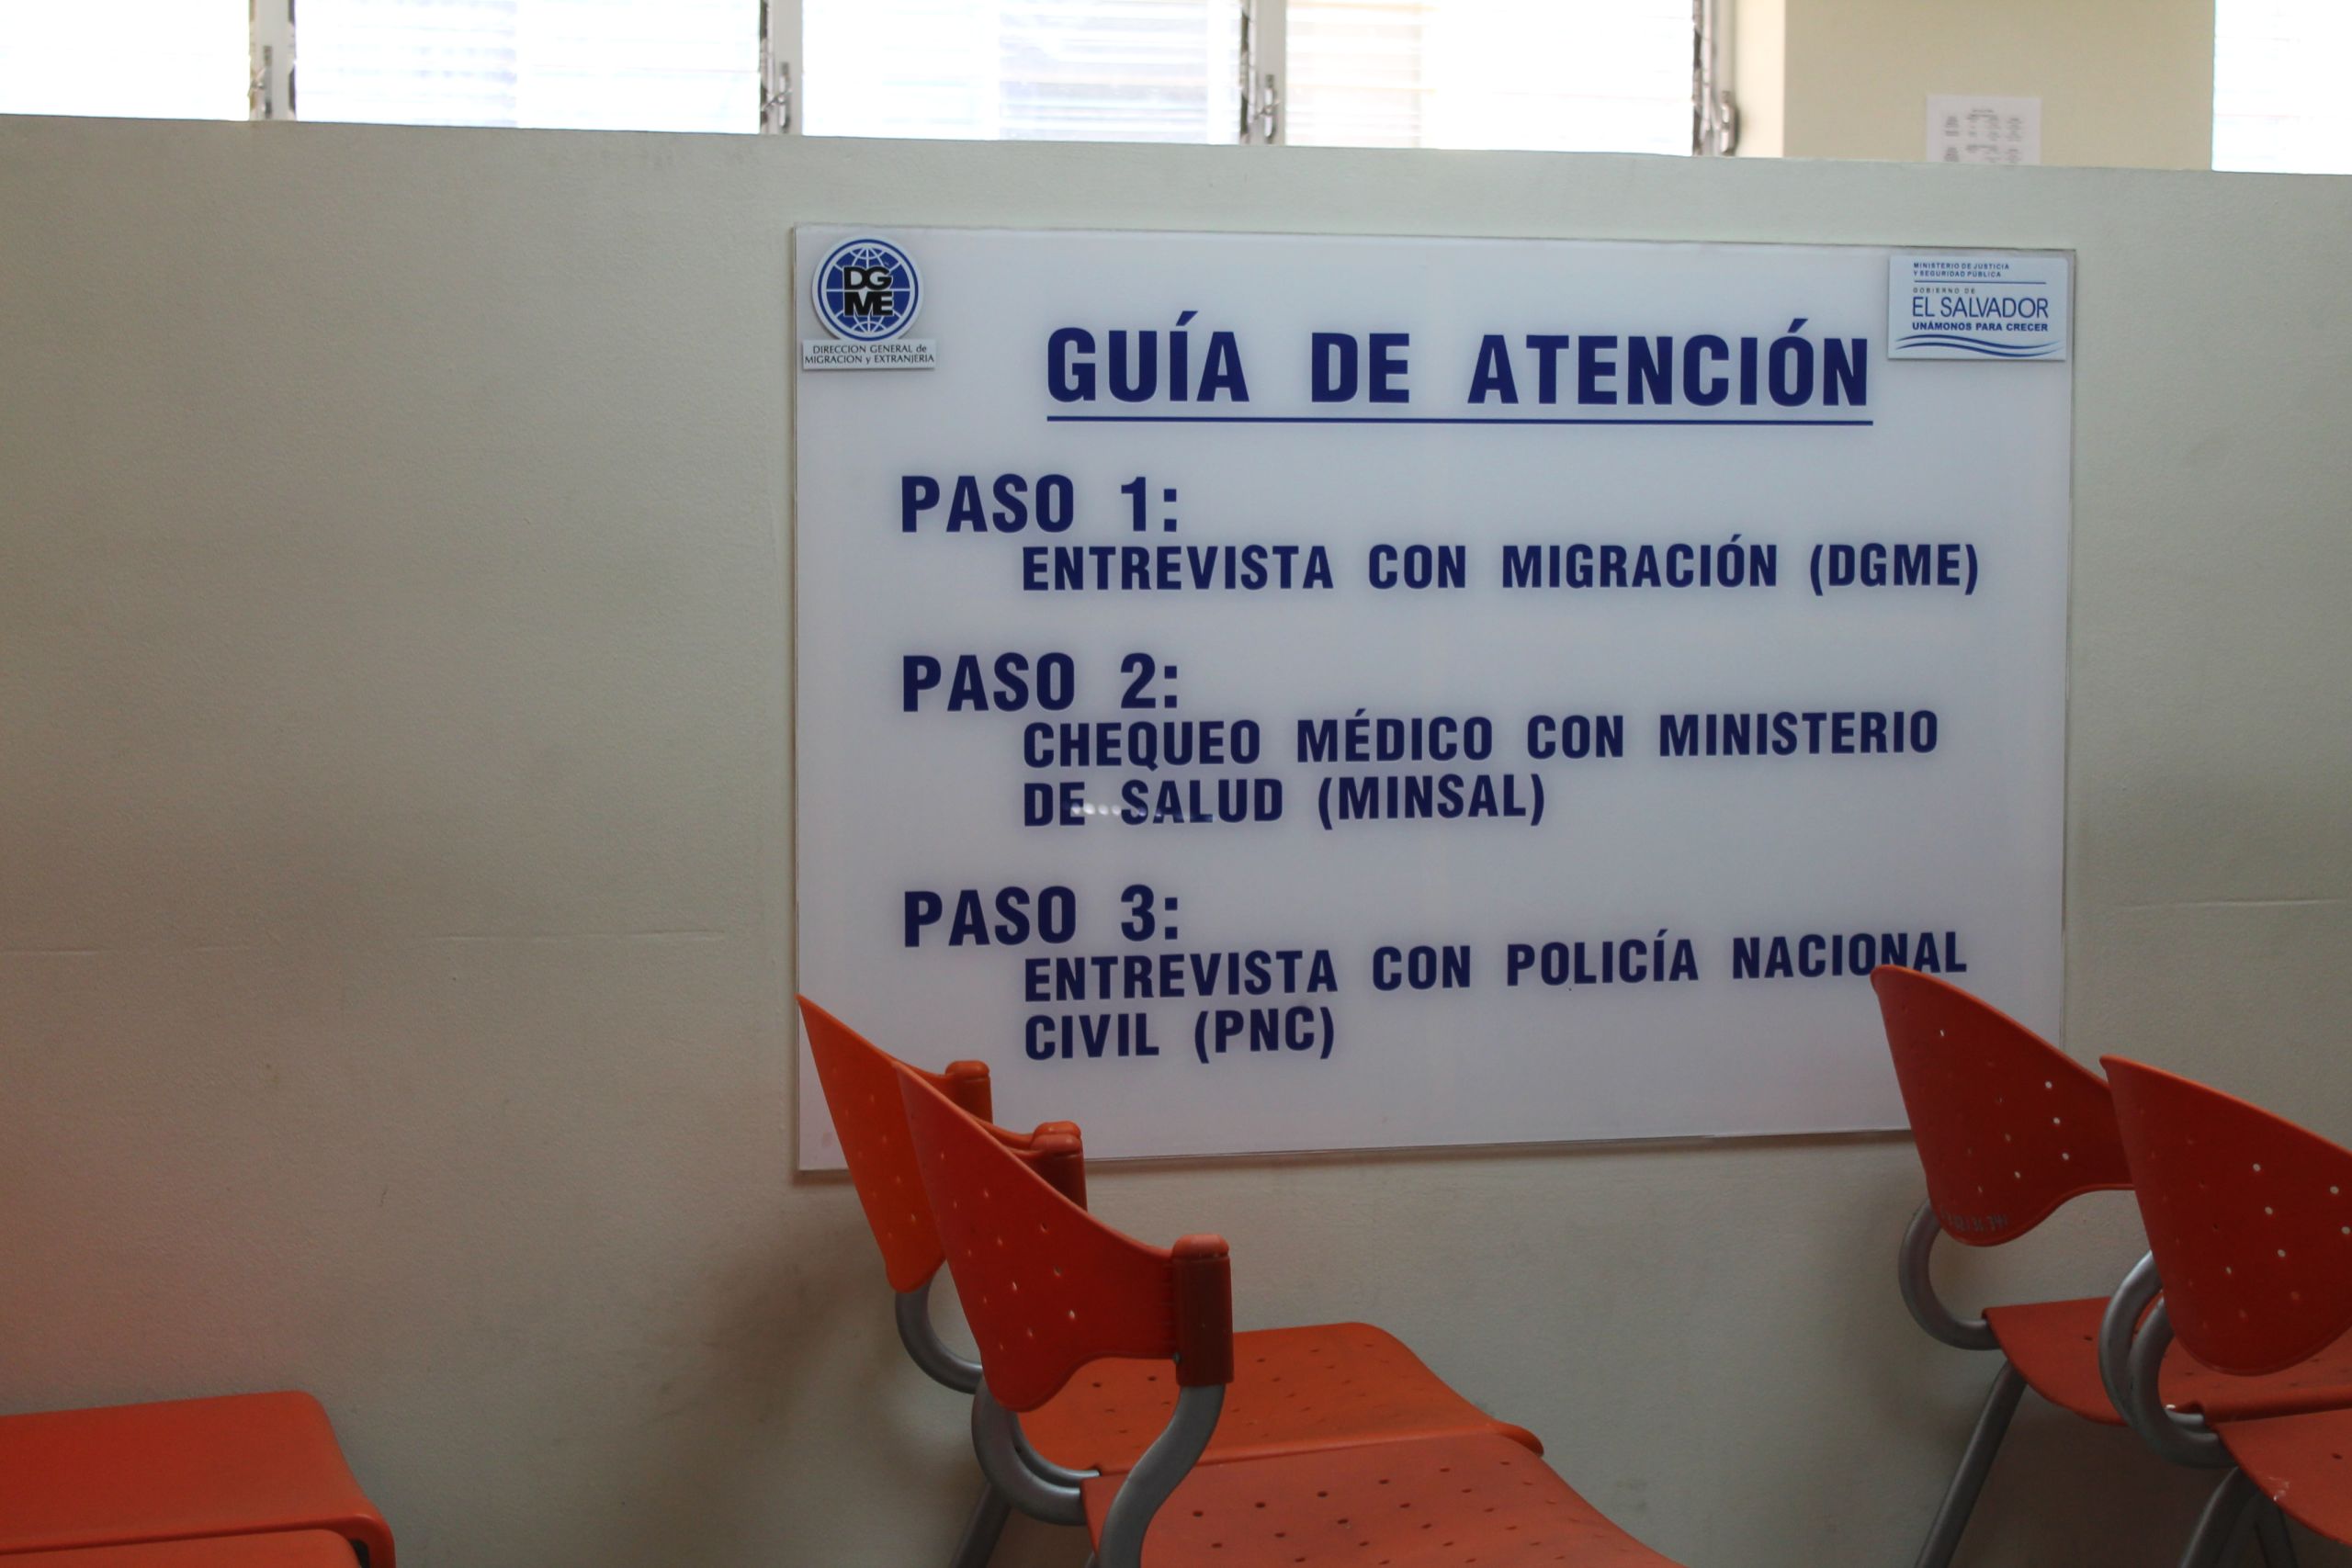 DG
ME
DIRECCION GENERAL de
MIGRACION y EXTRANJERIA
MINISTERIO DE JUSTICIA
Y SEGURIDAD PÚBLICA
GOBIERNO DE
EL SALVADOR
UNÁMONOS PARA CRECER
GUÍA DE ATENCIÓN
PASO 1:
ENTREVISTA CON MIGRACIÓN (DGME)
PASO 2:
CHEQUEO MÉDICO CON MINISTERIO
DE SALUD (MINSAL)
PASO 3:
ENTREVISTA CON POLICÍA NACIONAL
CIVIL (PNC)